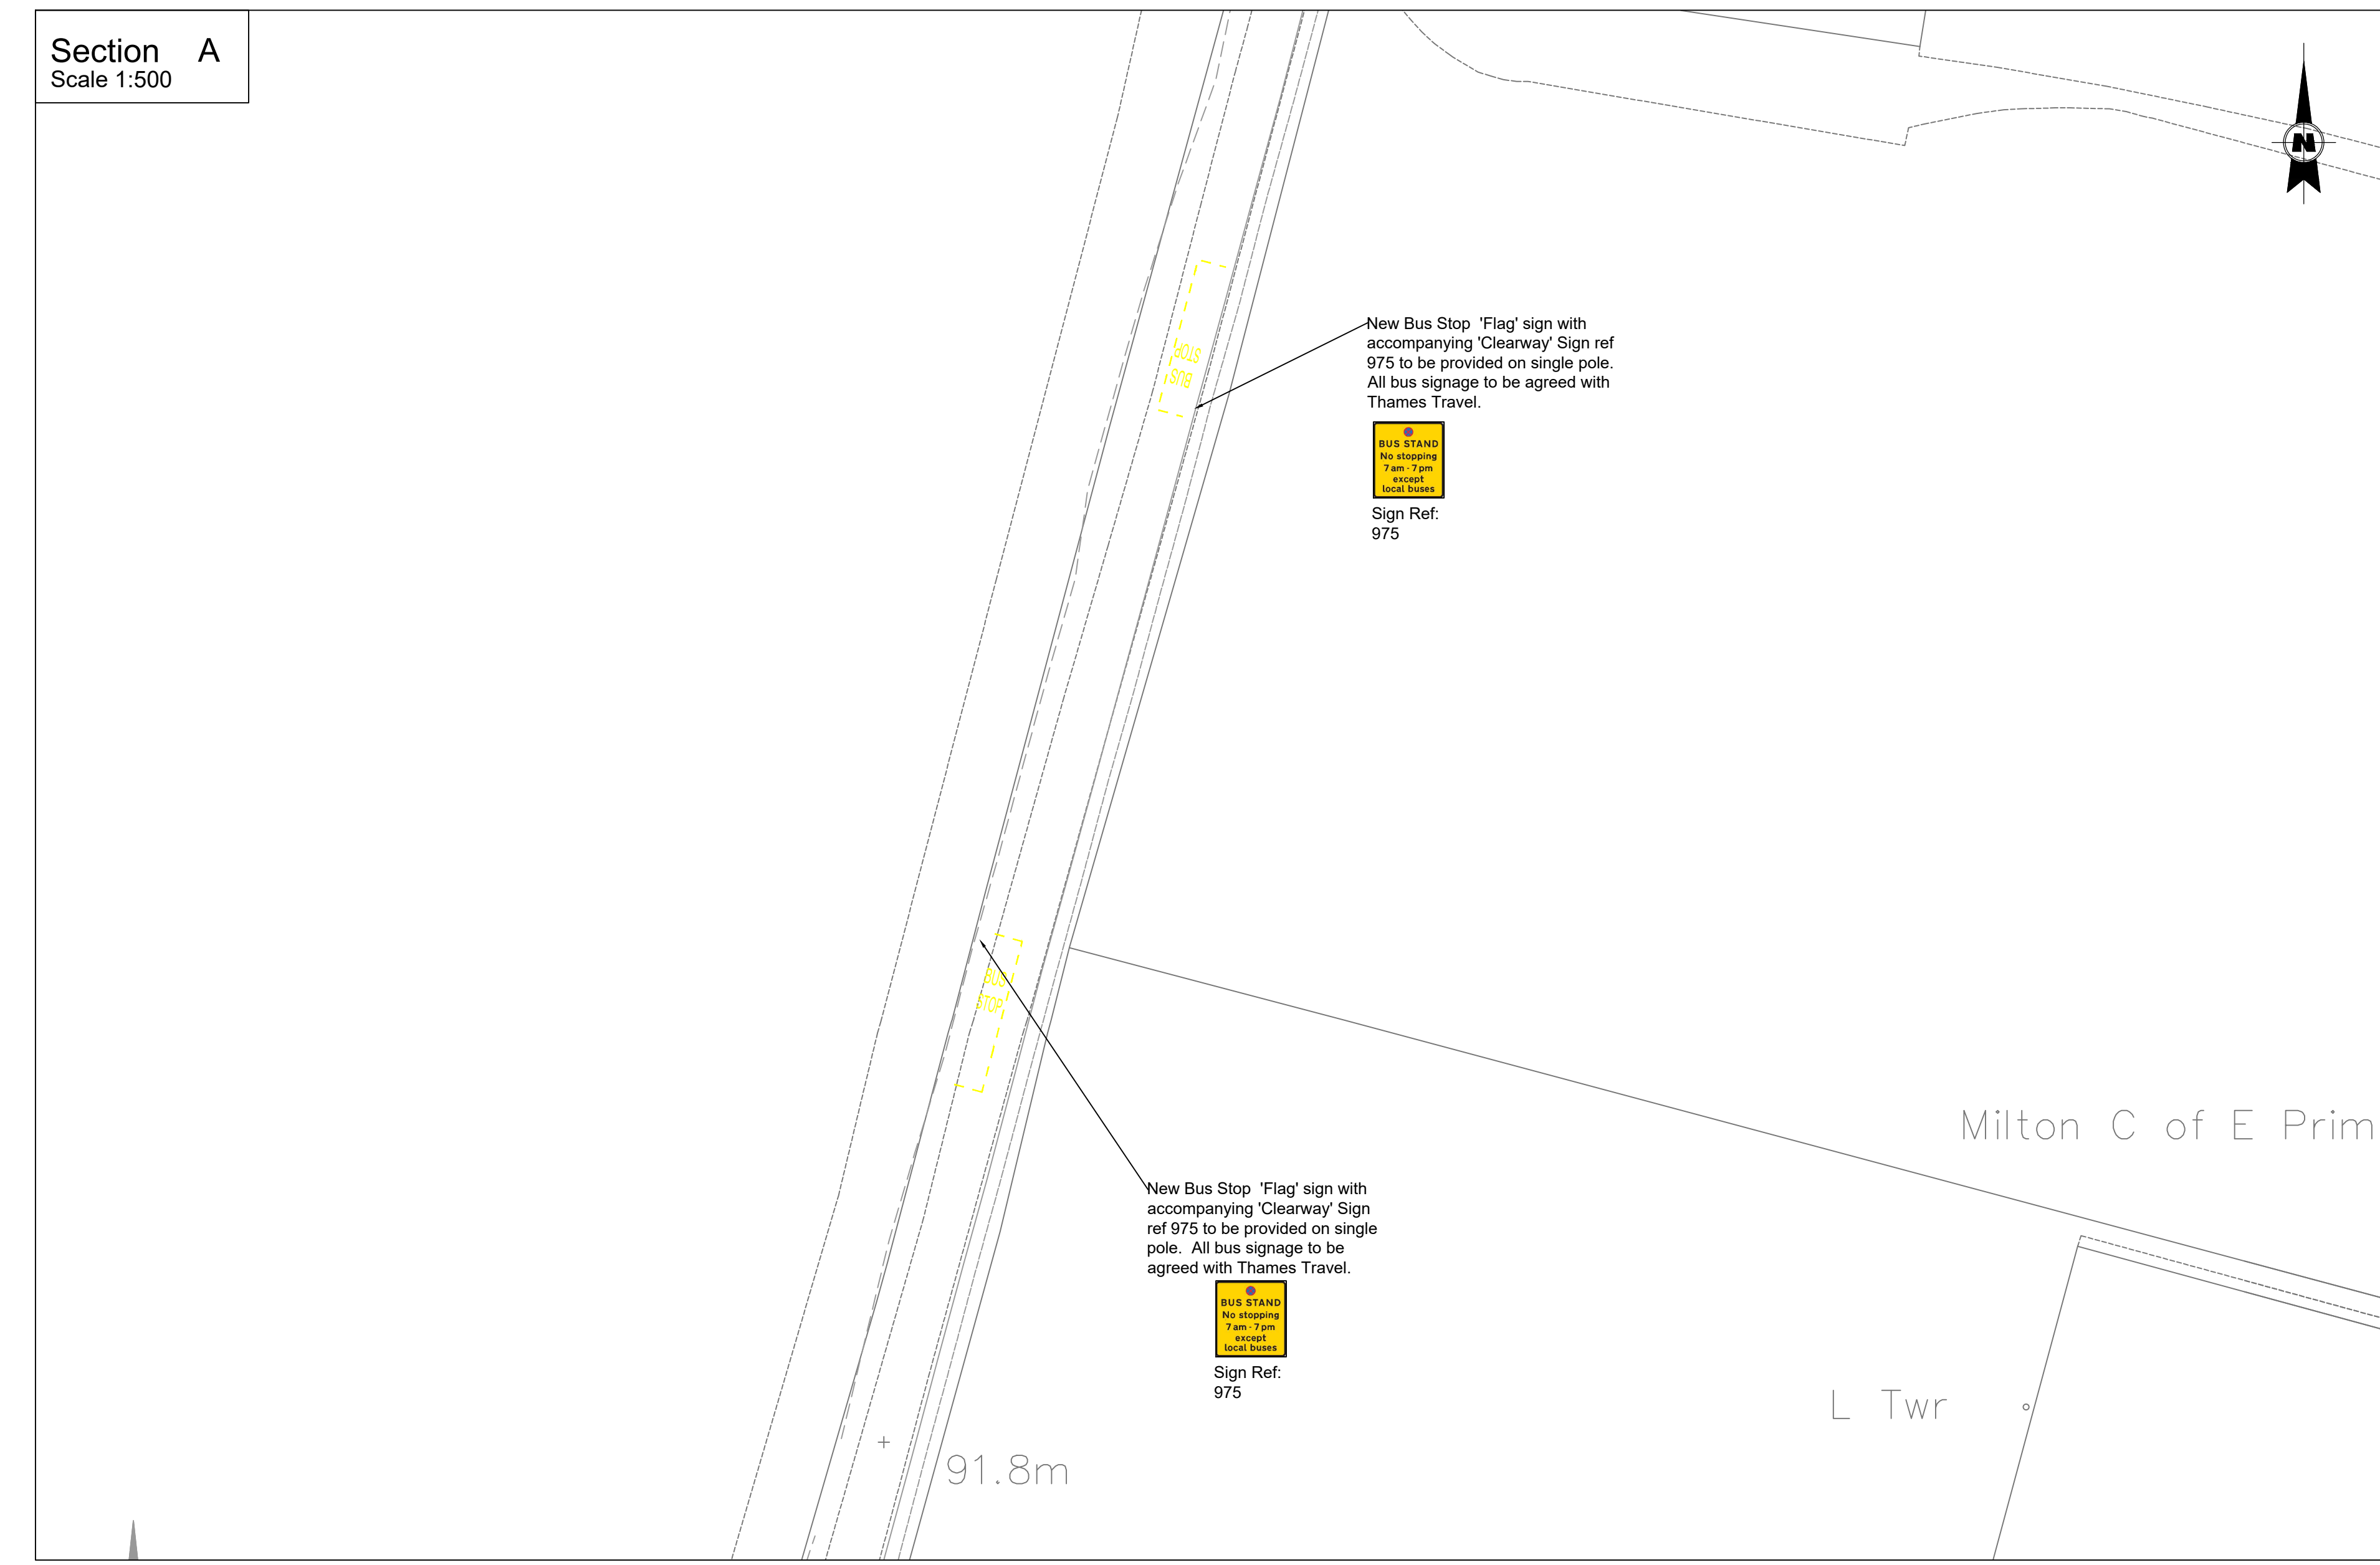 Section A
Scale 1:500
N
STOP
BUS
New Bus Stop 'Flag' sign with
accompanying 'Clearway' Sign ref
975 to be provided on single pole.
All bus signage to be agreed with
Thames Travel.
BUS STAND
No stopping
7 am - 7 pm
except
local buses
Sign Ref:
975
BUS
STOP
New Bus Stop 'Flag' sign with
accompanying 'Clearway' Sign
ref 975 to be provided on single
pole. All bus signage to be
agreed with Thames Travel.
BUS STAND
No stopping
7 am - 7 pm
except
local buses
Sign Ref:
975
Milton C of E Prim
L Twr
91.8m